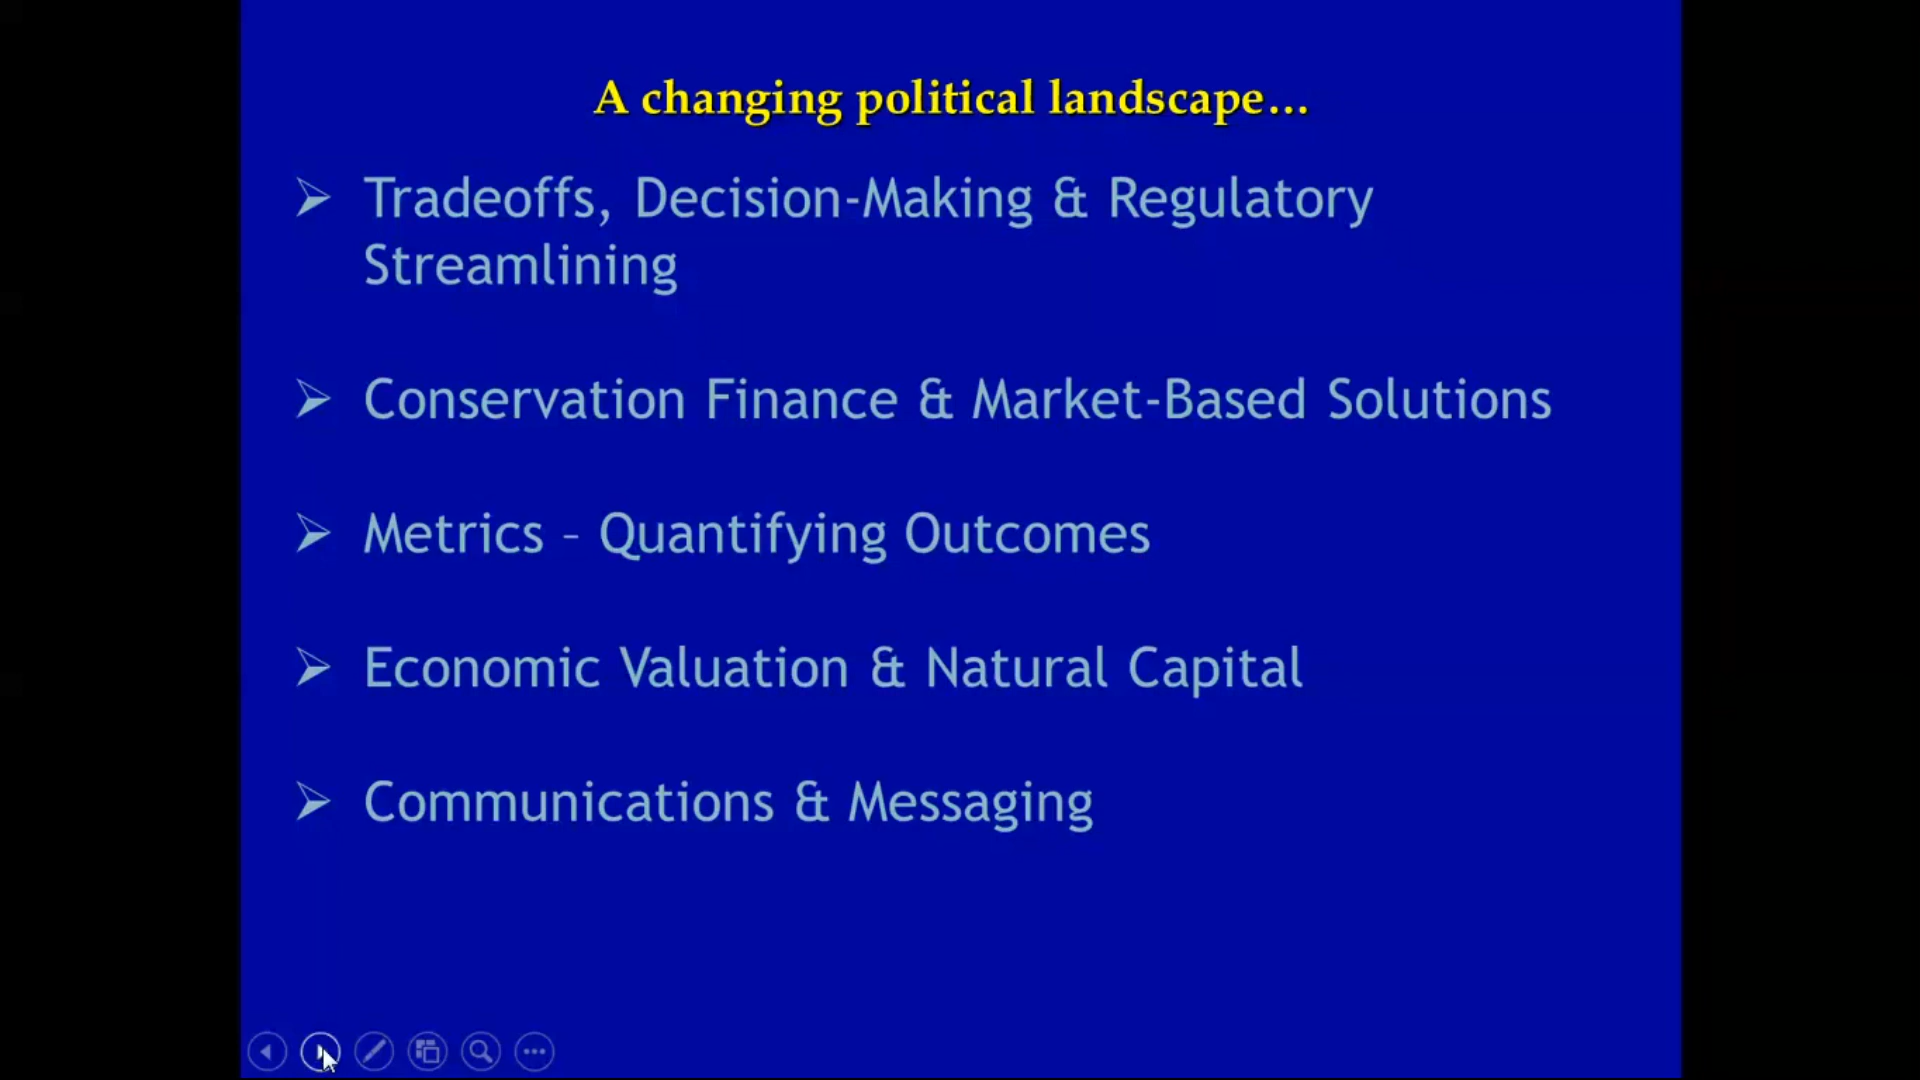 A changing political landscape...
Tradeoffs, Decision-Making & Regulatory
Streamlining
Conservation Finance & Market-Based Solutions
Metrics – Quantifying Outcomes
Economic Valuation & Natural Capital
Communications & Messaging